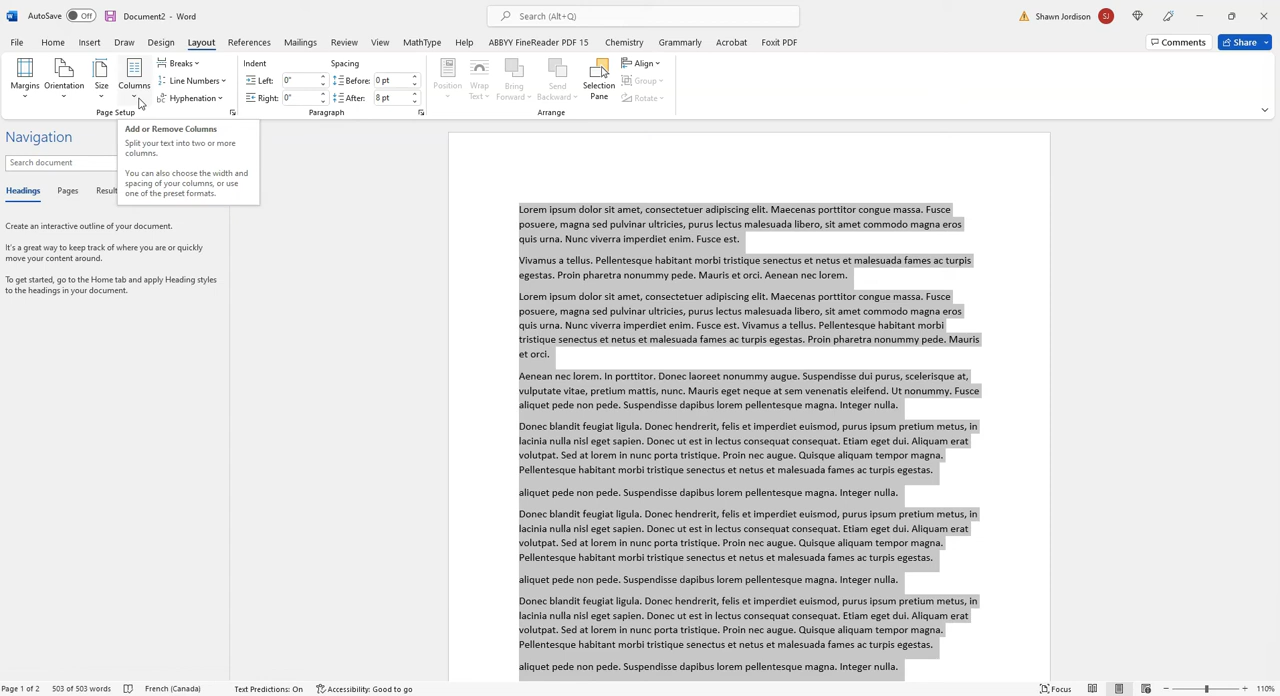 AutoSave Off Document2 - Word Search (Alt+Q) Shawn Jordison SJ
File Home Insert Draw Design Layout References Mailings Review View MathType Help ABBYY FineReader PDF 15 Chemistry Grammarly Acrobat Foxit PDF Comments Share
Margins Orientation Size Columns Breaks Line Numbers Hyphenation
Indent Spacing
Left: 0" Before: 0 pt
Right: 0" After: 8 pt
Position Wrap Text Bring Forward Send Backward Selection Pane Align Group Rotate
Page Setup Paragraph Arrange
Add or Remove Columns
Split your text into two or more
columns.
You can also choose the width and
spacing of your columns, or use
one of the preset formats.
Navigation
Search document
Headings Pages Result
Create an interactive outline of your document.
It's a great way to keep track of where you are or quickly
move your content around.
To get started, go to the Home tab and apply Heading styles
to the headings in your document.
Lorem ipsum dolor sit amet, consectetuer adipiscing elit. Maecenas porttitor congue massa. Fusce
posuere, magna sed pulvinar ultricies, purus lectus malesuada libero, sit amet commodo magna eros
quis urna. Nunc viverra imperdiet enim. Fusce est.
Vivamus a tellus. Pellentesque habitant morbi tristique senectus et netus et malesuada fames ac turpis
egestas. Proin pharetra nonummy pede. Mauris et orci. Aenean nec lorem.
Lorem ipsum dolor sit amet, consectetuer adipiscing elit. Maecenas porttitor congue massa. Fusce
posuere, magna sed pulvinar ultricies, purus lectus malesuada libero, sit amet commodo magna eros
quis urna. Nunc viverra imperdiet enim. Fusce est. Vivamus a tellus. Pellentesque habitant morbi
tristique senectus et netus et malesuada fames ac turpis egestas. Proin pharetra nonummy pede. Mauris
et orci.
Aenean nec lorem. In porttitor. Donec laoreet nonummy augue. Suspendisse dui purus, scelerisque at,
vulputate vitae, pretium mattis, nunc. Mauris eget neque at sem venenatis eleifend. Ut nonummy. Fusce
aliquet pede non pede. Suspendisse dapibus lorem pellentesque magna. Integer nulla.
Donec blandit feugiat ligula. Donec hendrerit, felis et imperdiet euismod, purus ipsum pretium metus, in
lacinia nulla nisl eget sapien. Donec ut est in lectus consequat consequat. Etiam eget dui. Aliquam erat
volutpat. Sed at lorem in nunc porta tristique. Proin nec augue. Quisque aliquam tempor magna.
Pellentesque habitant morbi tristique senectus et netus et malesuada fames ac turpis egestas.
aliquet pede non pede. Suspendisse dapibus lorem pellentesque magna. Integer nulla.
Donec blandit feugiat ligula. Donec hendrerit, felis et imperdiet euismod, purus ipsum pretium metus, in
lacinia nulla nisl eget sapien. Donec ut est in lectus consequat consequat. Etiam eget dui. Aliquam erat
volutpat. Sed at lorem in nunc porta tristique. Proin nec augue. Quisque aliquam tempor magna.
Pellentesque habitant morbi tristique senectus et netus et malesuada fames ac turpis egestas.
aliquet pede non pede. Suspendisse dapibus lorem pellentesque magna. Integer nulla.
Donec blandit feugiat ligula. Donec hendrerit, felis et imperdiet euismod, purus ipsum pretium metus, in
lacinia nulla nisl eget sapien. Donec ut est in lectus consequat consequat. Etiam eget dui. Aliquam erat
volutpat. Sed at lorem in nunc porta tristique. Proin nec augue. Quisque aliquam tempor magna.
Pellentesque habitant morbi tristique senectus et netus et malesuada fames ac turpis egestas.
aliquet pede non pede. Suspendisse dapibus lorem pellentesque magna. Integer nulla.
Page 1 of 2 503 of 503 words French (Canada) Text Predictions: On Accessibility: Good to go Focus 110%